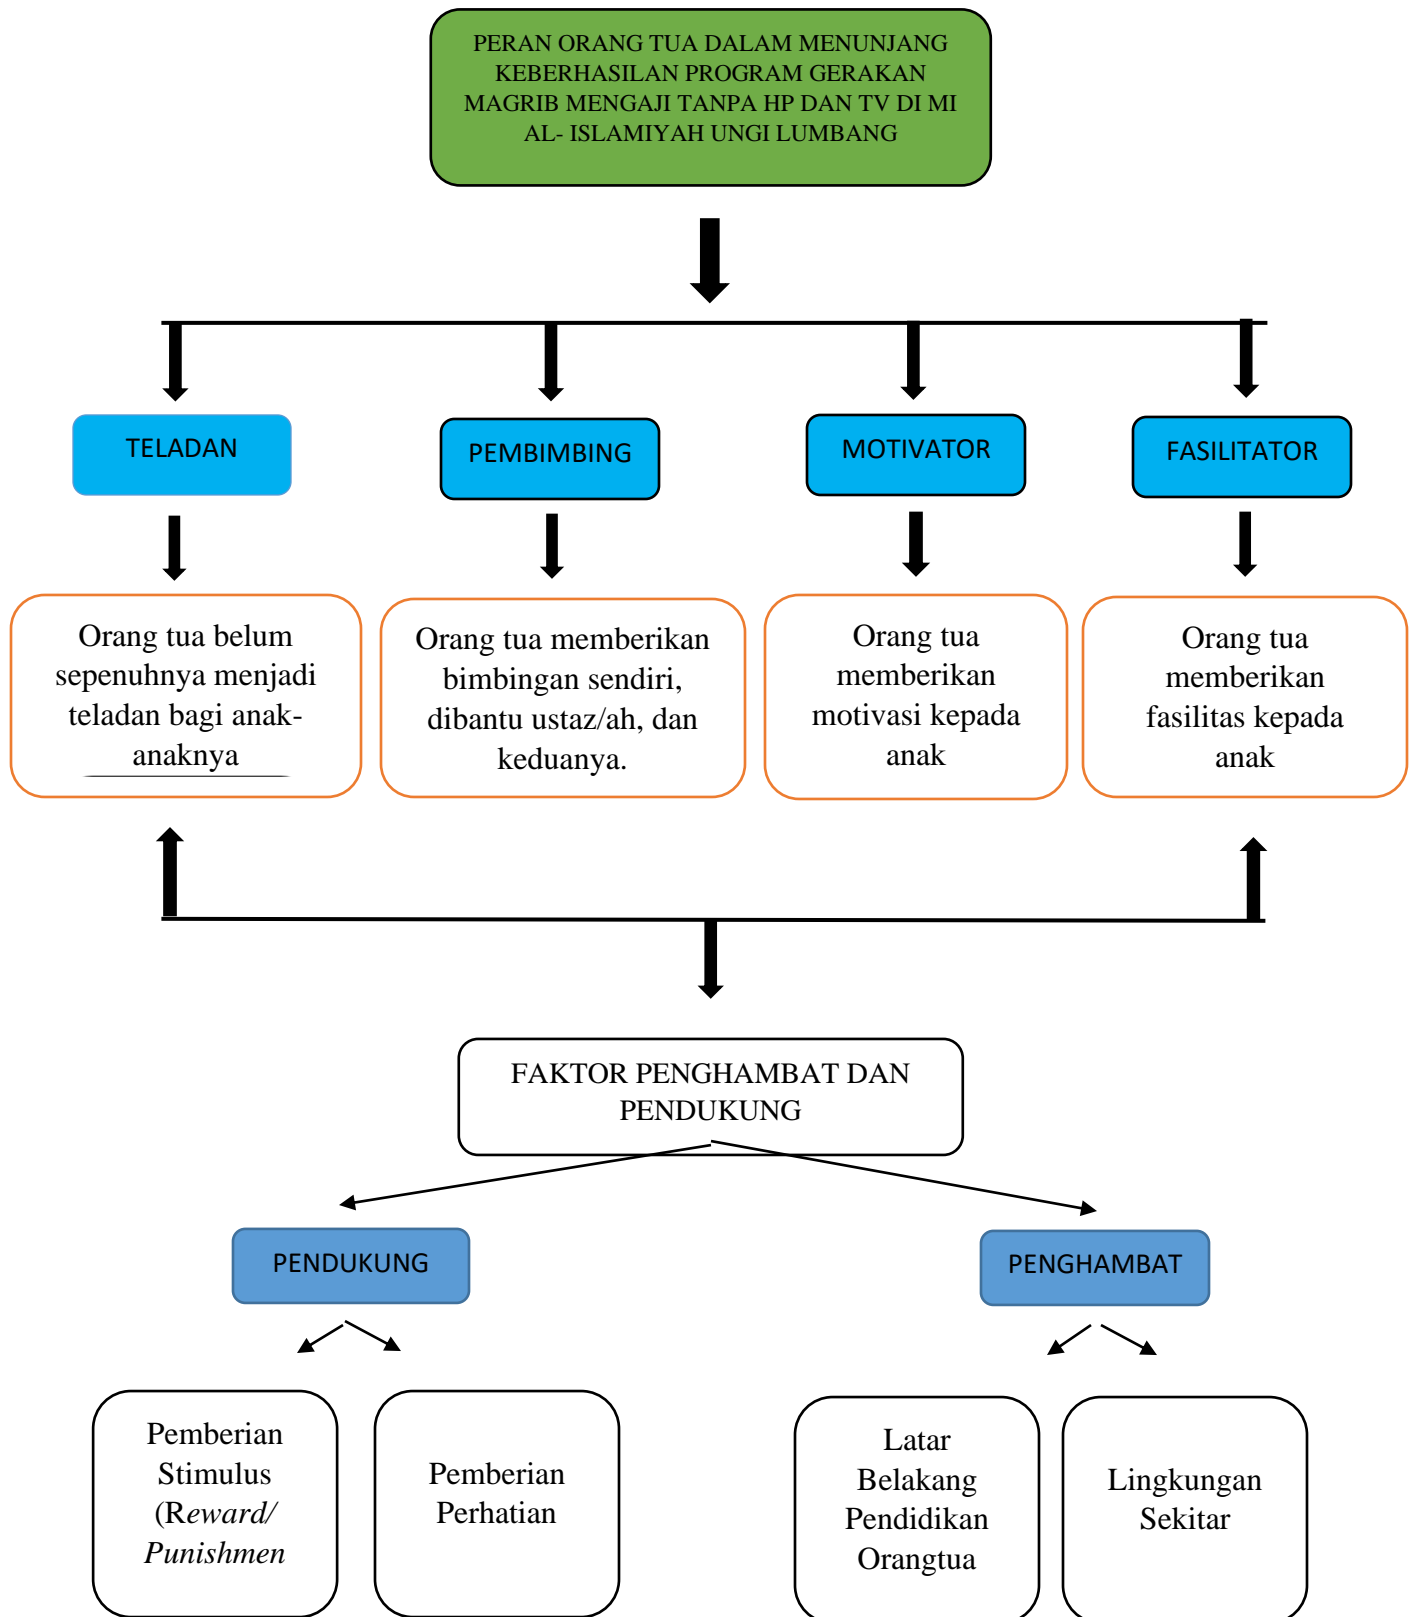 PERAN ORANG TUA DALAM MENUNJANG
KEBERHASILAN PROGRAM GERAKAN
MAGRIB MENGAJI TANPA HP DAN TV DI MI
AL- ISLAMIYAH UNGI LUMBANG
TELADAN
PEMBIMBING
MOTIVATOR
FASILITATOR
Orang tua belum
sepenuhnya menjadi
teladan bagi anak-
anaknya
Orang tua memberikan
bimbingan sendiri,
dibantu ustaz/ah, dan
keduanya.
Orang tua
memberikan
motivasi kepada
anak
Orang tua
memberikan
fasilitas kepada
anak
FAKTOR PENGHAMBAT DAN
PENDUKUNG
PENDUKUNG
PENGHAMBAT
Pemberian
Stimulus
(Reward/
Punishmen
Pemberian
Perhatian
Latar
Belakang
Pendidikan
Orangtua
Lingkungan
Sekitar